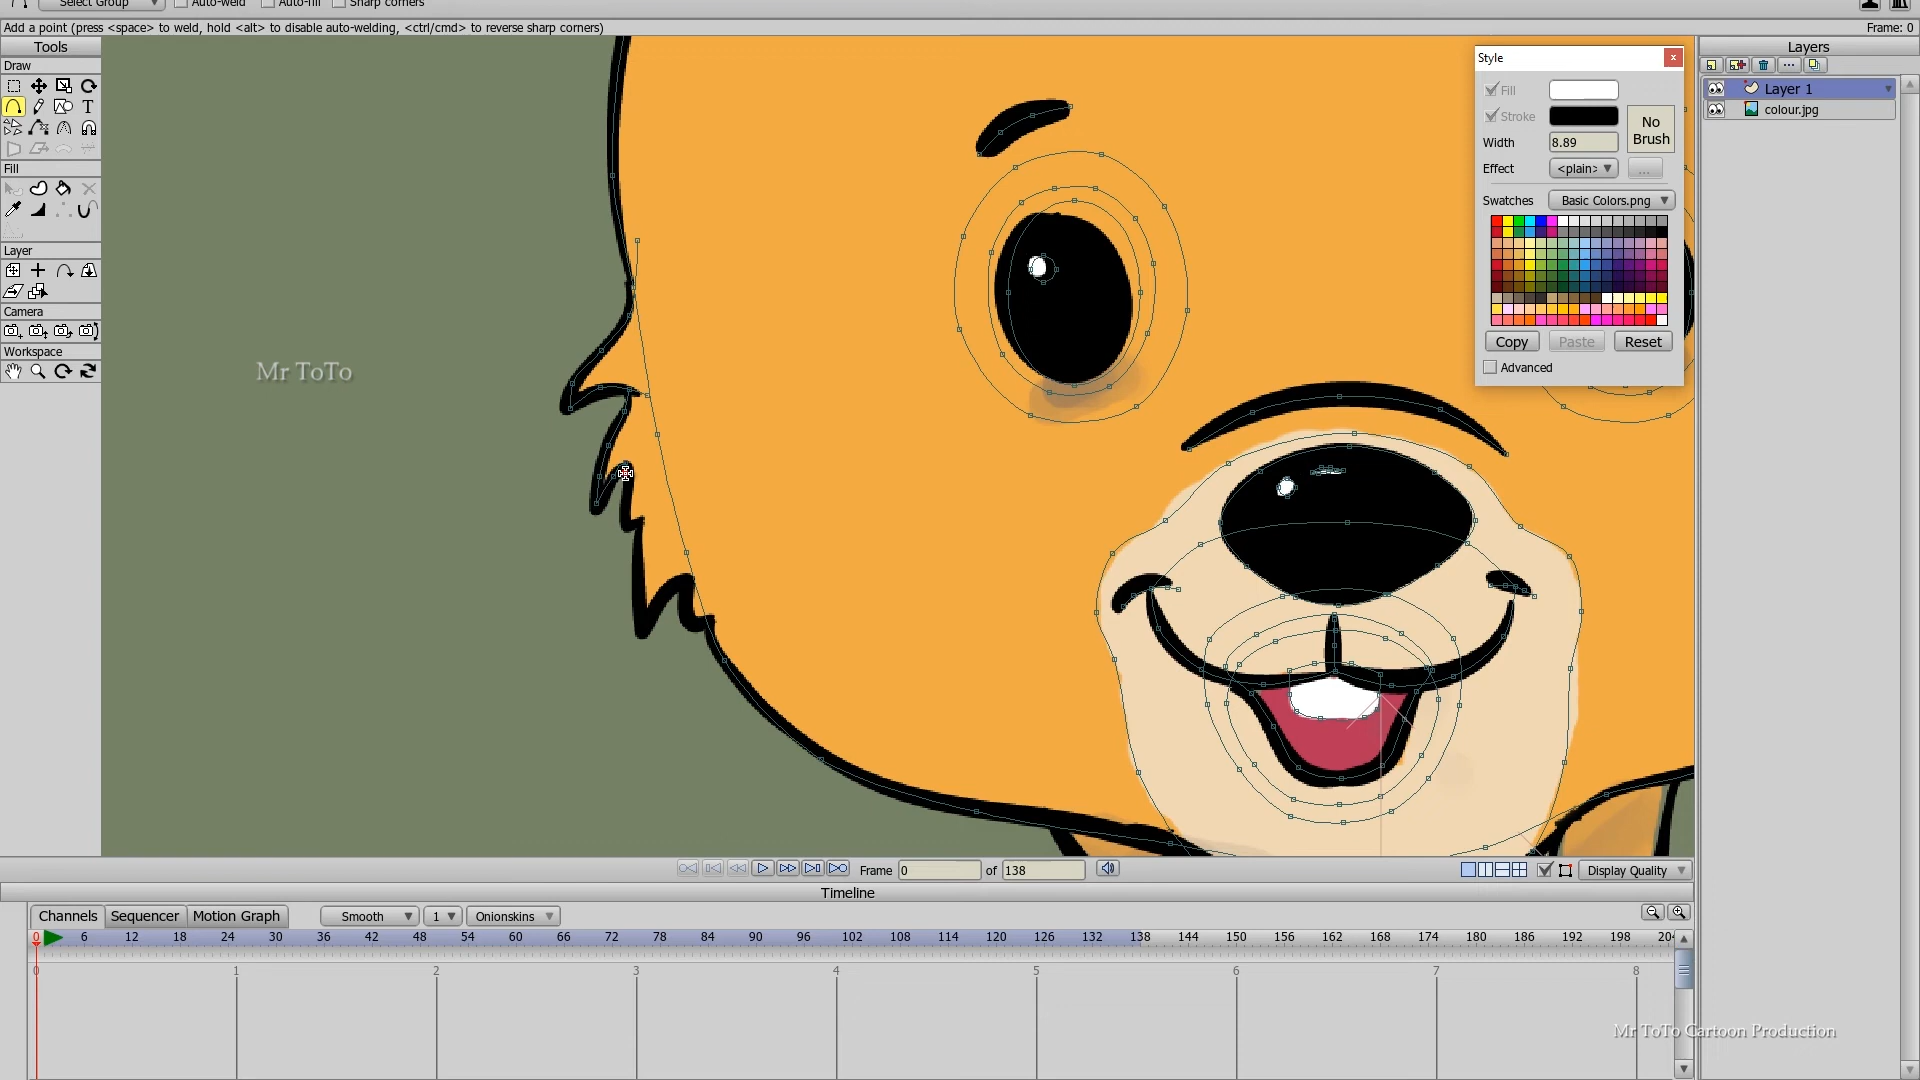 Select Group
Auto-weld
Auto-fill
Sharp corners
Add a point (press <space> to weld, hold <alt> to disable auto-welding, <ctrl/cmd> to reverse sharp corners)
Frame: 0
Tools
Draw
T
Fill
Layer
Camera
Workspace
Mr ToTo
Style
Fill
Stroke
No
Brush
Width
8.89
Effect
<plain>
...
Swatches
Basic Colors.png
Copy
Paste
Reset
Advanced
Layers
Layer 1
colour.jpg
Frame
0
of
138
Display Quality
Timeline
Channels
Sequencer
Motion Graph
Smooth
1
Onionskins
0 6 12 18 24 30 36 42 48 54 60 66 72 78 84 90 96 102 108 114 120 126 132 138 144 150 156 162 168 174 180 186 192 198
0 1 2 3 4 5 6 7 8
Mr ToTo Cartoon Production